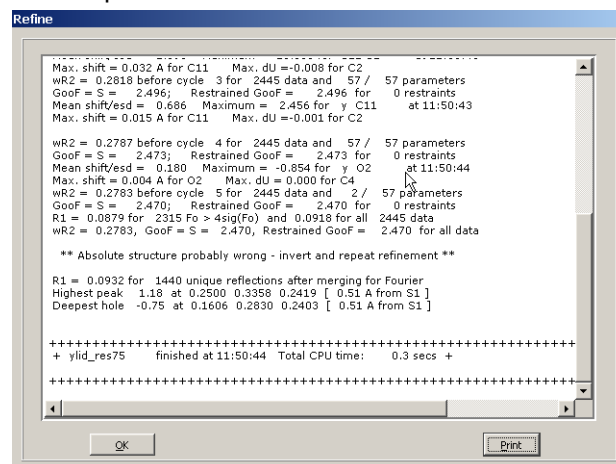 Refine
Max. shift = 0.032 A for C11 Max. dU =-0.008 for C2
wR2 = 0.2818 before cycle 3 for 2445 data and 57 / 57 parameters
GooF = S = 2.496; Restrained GooF = 2.496 for 0 restraints
Mean shift/esd = 0.686 Maximum = 2.456 for y C11 at 11:50:43
Max. shift = 0.015 A for C11 Max. dU =-0.001 for C2
wR2 = 0.2787 before cycle 4 for 2445 data and 57 / 57 parameters
GooF = S = 2.473; Restrained GooF = 2.473 for 0 restraints
Mean shift/esd = 0.180 Maximum = -0.854 for y O2 at 11:50:44
Max. shift = 0.004 A for O2 Max. dU = 0.000 for C4
wR2 = 0.2783 before cycle 5 for 2445 data and 2 / 57 parameters
GooF = S = 2.470; Restrained GooF = 2.470 for 0 restraints
R1 = 0.0879 for 2315 Fo > 4sig(Fo) and 0.0918 for all 2445 data
wR2 = 0.2783, GooF = S = 2.470, Restrained GooF = 2.470 for all data
** Absolute structure probably wrong - invert and repeat refinement **
R1 = 0.0932 for 1440 unique reflections after merging for Fourier
Highest peak 1.18 at 0.2500 0.3358 0.2419 [ 0.51 A from S1 ]
Deepest hole -0.75 at 0.1606 0.2830 0.2403 [ 0.51 A from S1 ]
++++++++++++++++++++++++++++++++++++++++++++++++++++++++++++++++
+ ylid_res75 finished at 11:50:44 Total CPU time: 0.3 secs +
++++++++++++++++++++++++++++++++++++++++++++++++++++++++++++++++
OK Print